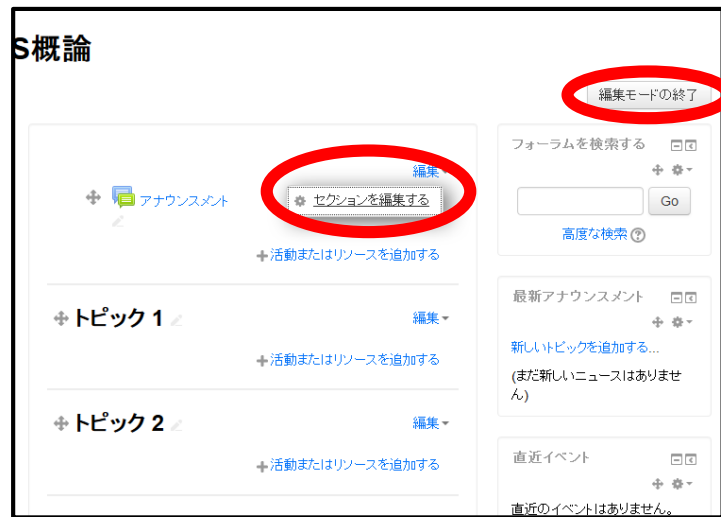 S概論
編集モードの終了
編集
アナウンスメント
セクションを編集する
活動またはリソースを追加する
トピック 1
編集
活動またはリソースを追加する
トピック 2
編集
活動またはリソースを追加する
フォーラムを検索する
Go
高度な検索
最新アナウンスメント
新しいトピックを追加する...
(まだ新しいニュースはありませ
ん)
直近イベント
直近のイベントはありません。